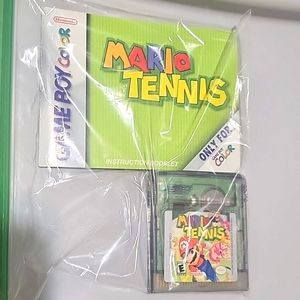 Nintendo
GAME BOY COLOR
MARIO
TENNIS
ONLY FOR
COLOR
INSTRUCTION BOOKLET
MARIO
TENNIS
E